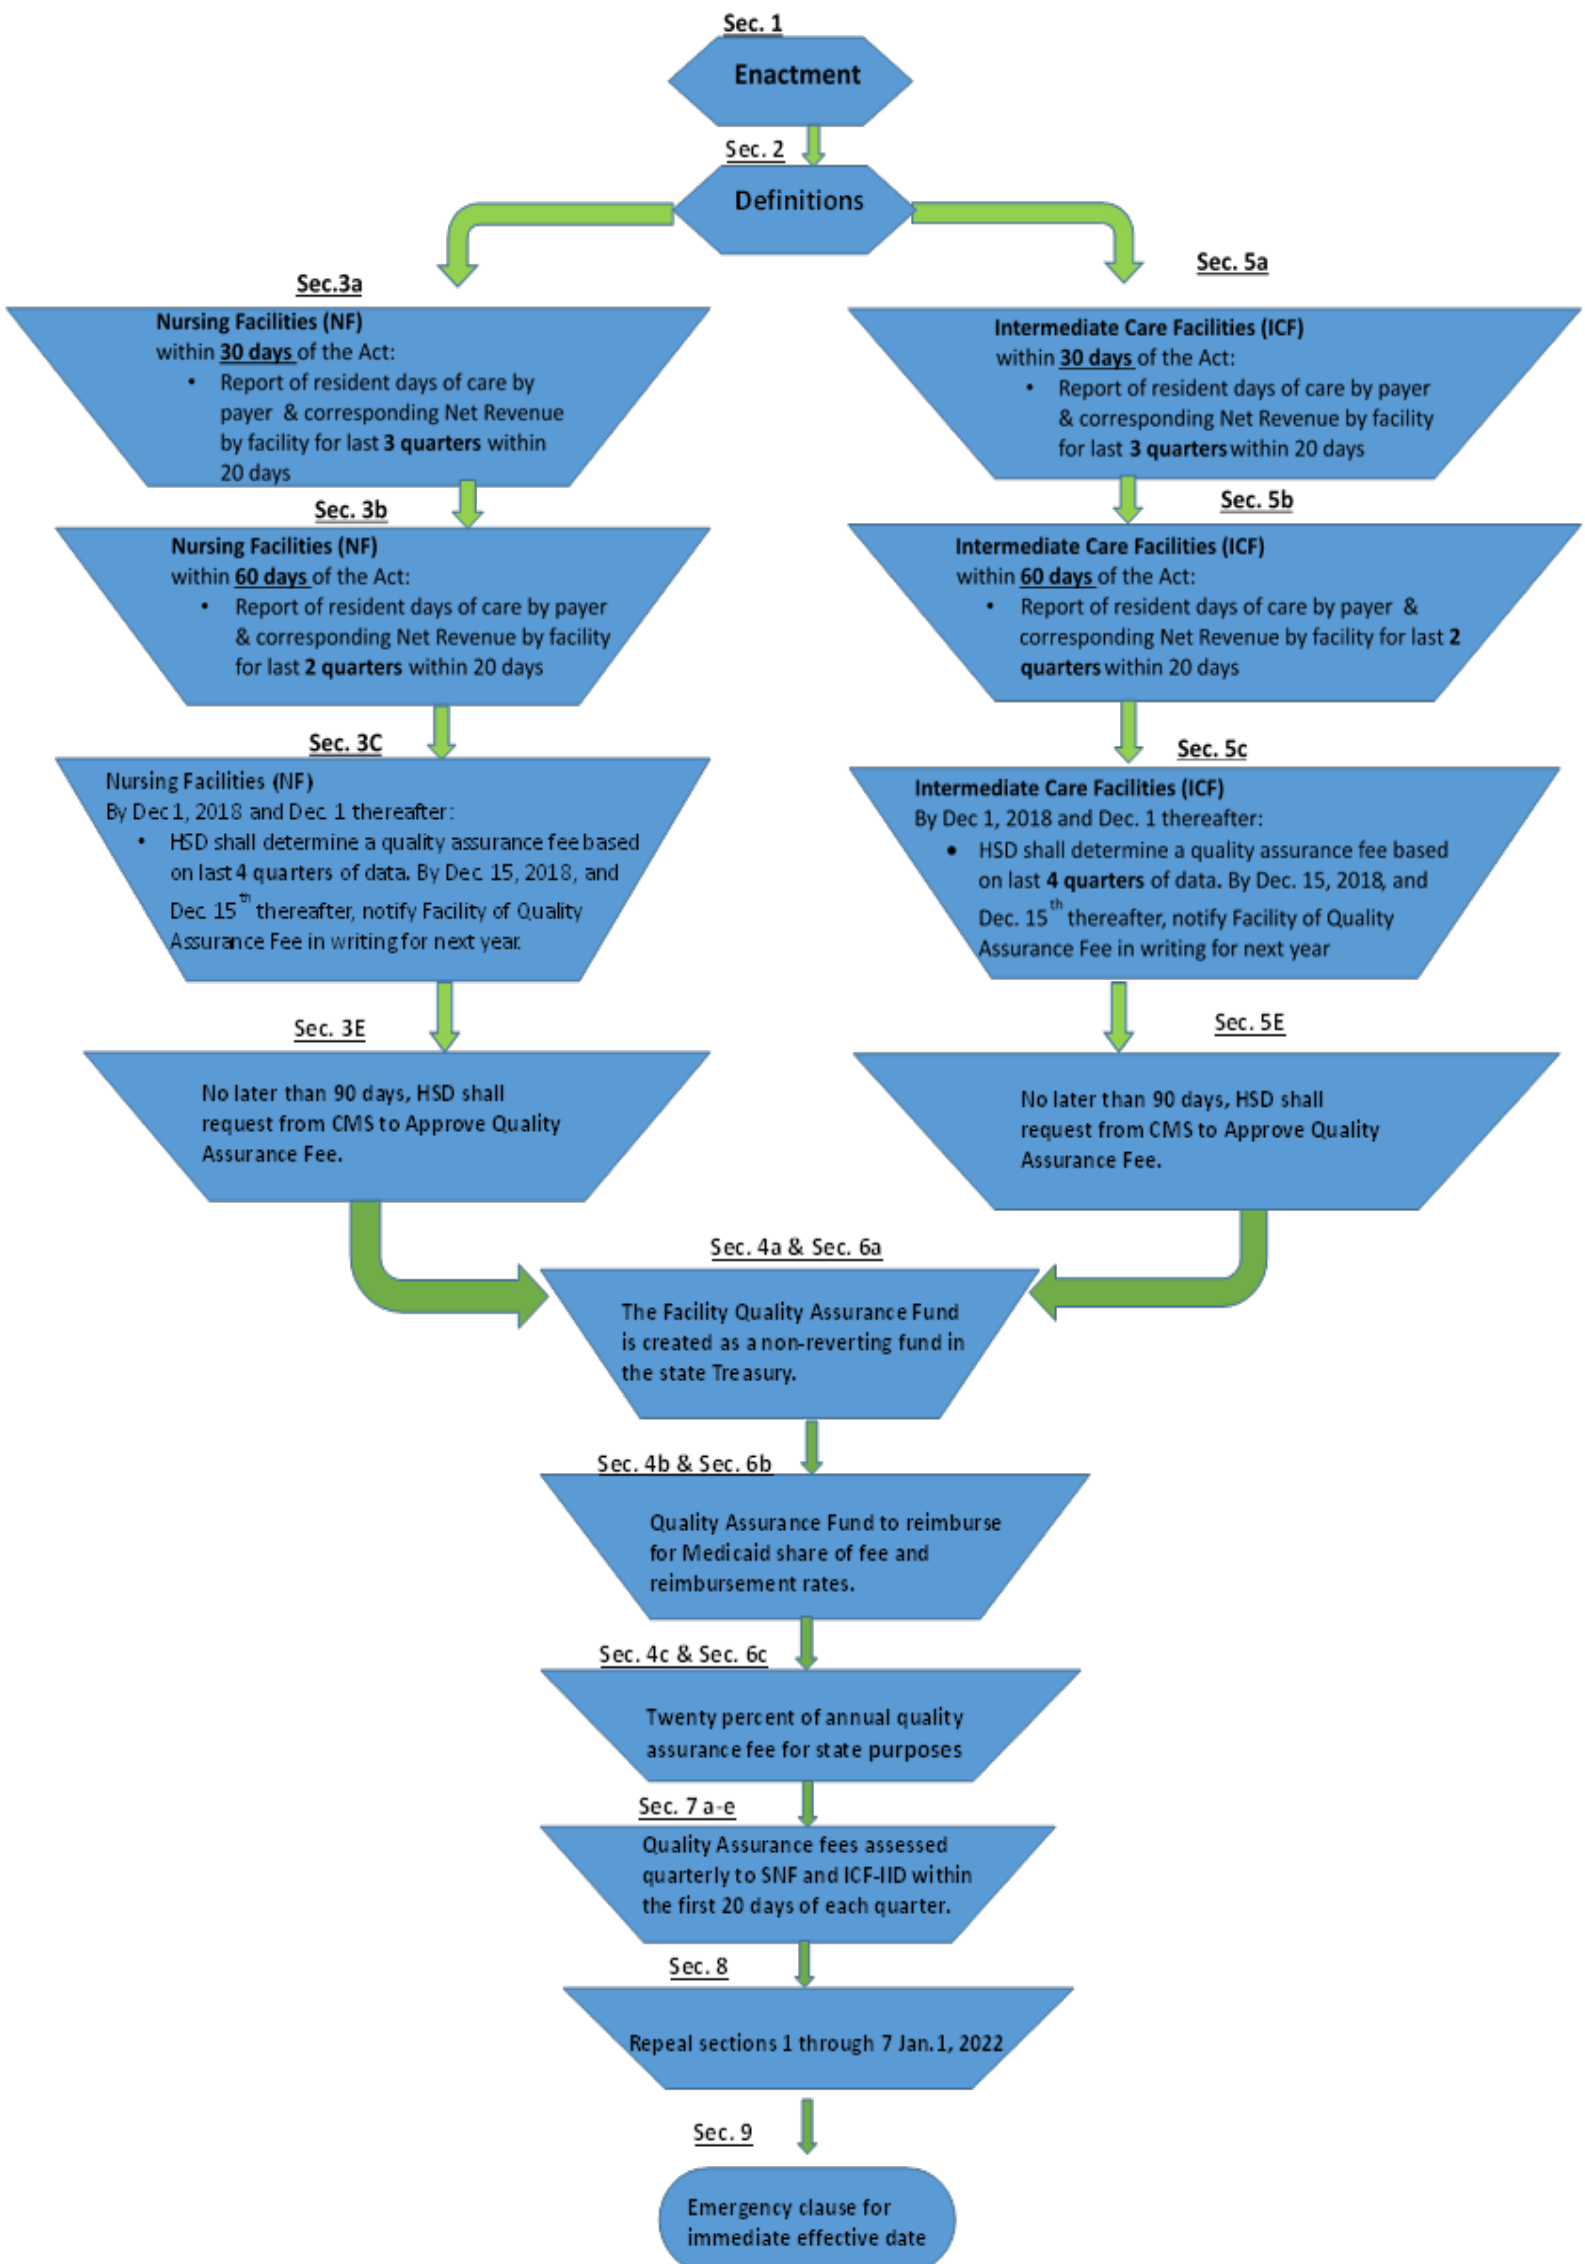 Sec. 1
Enactment
Sec. 2
Definitions
Sec.3a
Nursing Facilities (NF)
within 30 days of the Act:
• Report of resident days of care by
payer & corresponding Net Revenue
by facility for last 3 quarters within
20 days
Sec. 5a
Intermediate Care Facilities (ICF)
within 30 days of the Act:
• Report of resident days of care by payer
& corresponding Net Revenue by facility
for last 3 quarters within 20 days
Sec. 3b
Nursing Facilities (NF)
within 60 days of the Act:
• Report of resident days of care by payer
& corresponding Net Revenue by facility
for last 2 quarters within 20 days
Sec. 5b
Intermediate Care Facilities (ICF)
within 60 days of the Act:
• Report of resident days of care by payer &
corresponding Net Revenue by facility for last 2
quarters within 20 days
Sec. 3C
Nursing Facilities (NF)
By Dec 1, 2018 and Dec. 1 thereafter:
• HSD shall determine a quality assurance fee based
on last 4 quarters of data. By Dec. 15, 2018, and
Dec. 15th thereafter, notify Facility of Quality
Assurance Fee in writing for next year.
Sec. 5c
Intermediate Care Facilities (ICF)
By Dec 1, 2018 and Dec. 1 thereafter:
• HSD shall determine a quality assurance fee based
on last 4 quarters of data. By Dec. 15, 2018, and
Dec. 15th thereafter, notify Facility of Quality
Assurance Fee in writing for next year
Sec. 3E
No later than 90 days, HSD shall
request from CMS to Approve Quality
Assurance Fee.
Sec. 5E
No later than 90 days, HSD shall
request from CMS to Approve Quality
Assurance Fee.
Sec. 4a & Sec. 6a
The Facility Quality Assurance Fund
is created as a non-reverting fund in
the state Treasury.
Sec. 4b & Sec. 6b
Quality Assurance Fund to reimburse
for Medicaid share of fee and
reimbursement rates.
Sec. 4c & Sec. 6c
Twenty percent of annual quality
assurance fee for state purposes
Sec. 7 a-e
Quality Assurance fees assessed
quarterly to SNF and ICF-IID within
the first 20 days of each quarter.
Sec. 8
Repeal sections 1 through 7 Jan.1, 2022
Sec. 9
Emergency clause for
immediate effective date